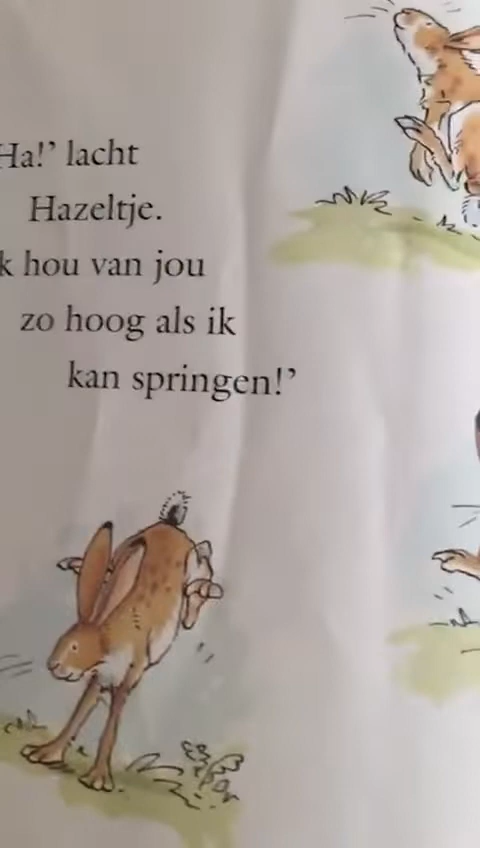 Ha!’ lacht
Hazeltje.
k hou van jou
zo hoog als ik
kan springen!’